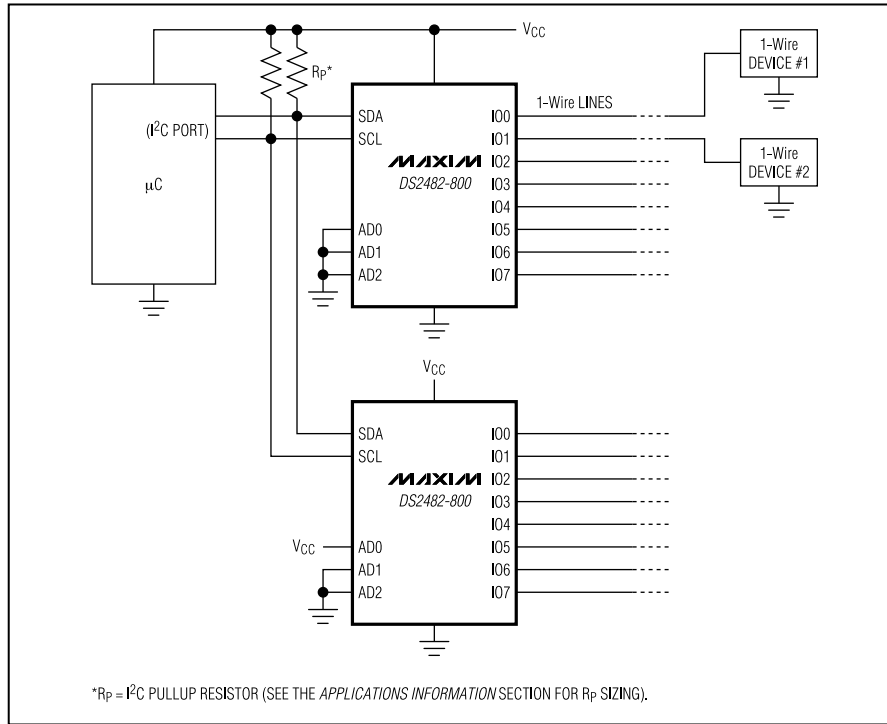 VCC
RP*
1-Wire
DEVICE #1
1-Wire LINES
(I²C PORT)
µC
SDA
SCL
AD0
AD1
AD2
MAXIM
DS2482-800
IO0
IO1
IO2
IO3
IO4
IO5
IO6
IO7
1-Wire
DEVICE #2
VCC
SDA
SCL
VCC
AD0
AD1
AD2
MAXIM
DS2482-800
IO0
IO1
IO2
IO3
IO4
IO5
IO6
IO7
*RP = I²C PULLUP RESISTOR (SEE THE APPLICATIONS INFORMATION SECTION FOR RP SIZING).